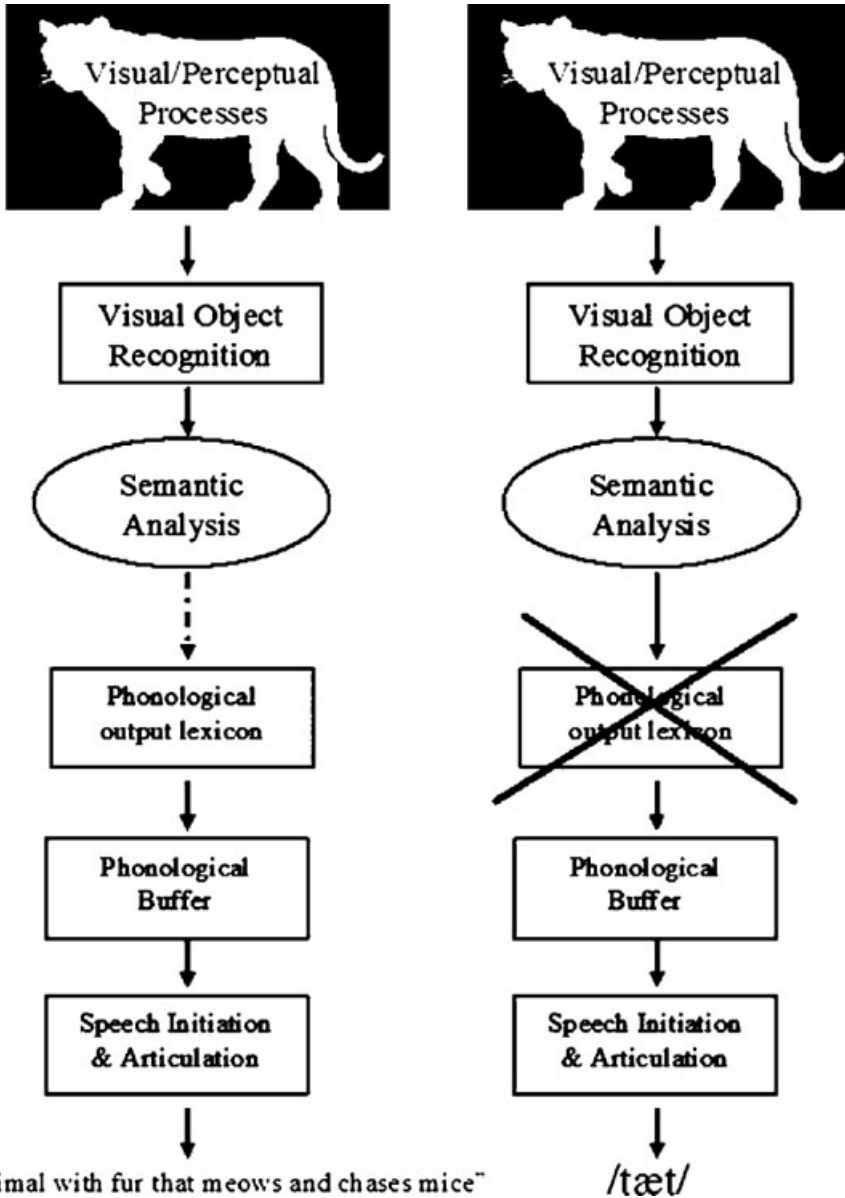 Visual/Perceptual
Processes
Visual Object
Recognition
Semantic
Analysis
Phonological
output lexicon
Phonological
Buffer
Speech Initiation
& Articulation
imal with fur that meows and chases mice"
Visual/Perceptual
Processes
Visual Object
Recognition
Semantic
Analysis
Phonological
output lexicon
Phonological
Buffer
Speech Initiation
& Articulation
/tæt/